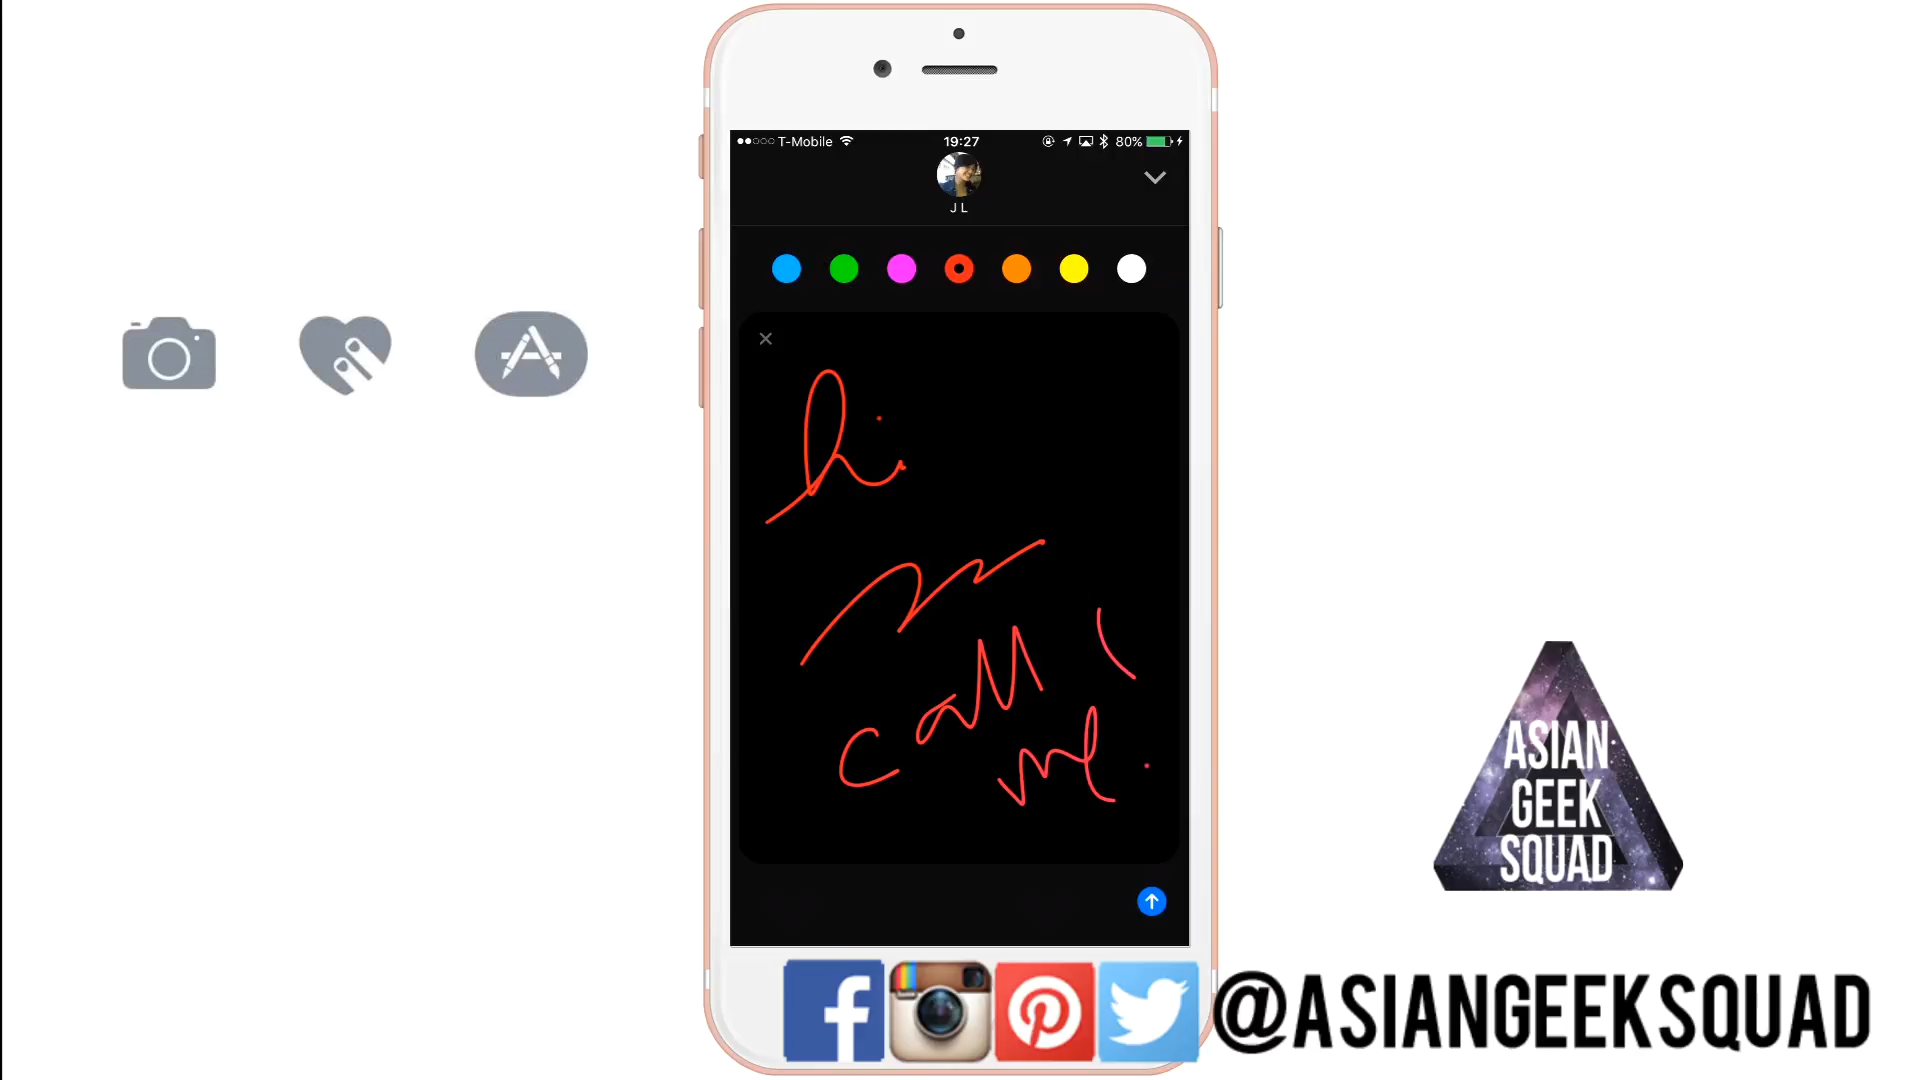 T-Mobile 19:27 80%
J L
hi
call
me.
ASIAN
GEEK
SQUAD
@ASIANGEEKSQUAD